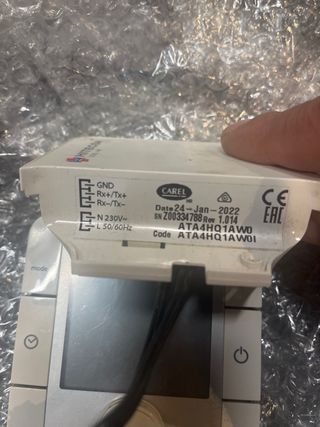 GND
Rx+/Tx+
Rx-/Tx-
N 230V~
L 50/60Hz
CAREL
Date 24-Jan-2022
SN Z00334788 Rev 1.014
ATA4HQ1AW0
Code ATA4HQ1AW0I
CE
EAC
mode